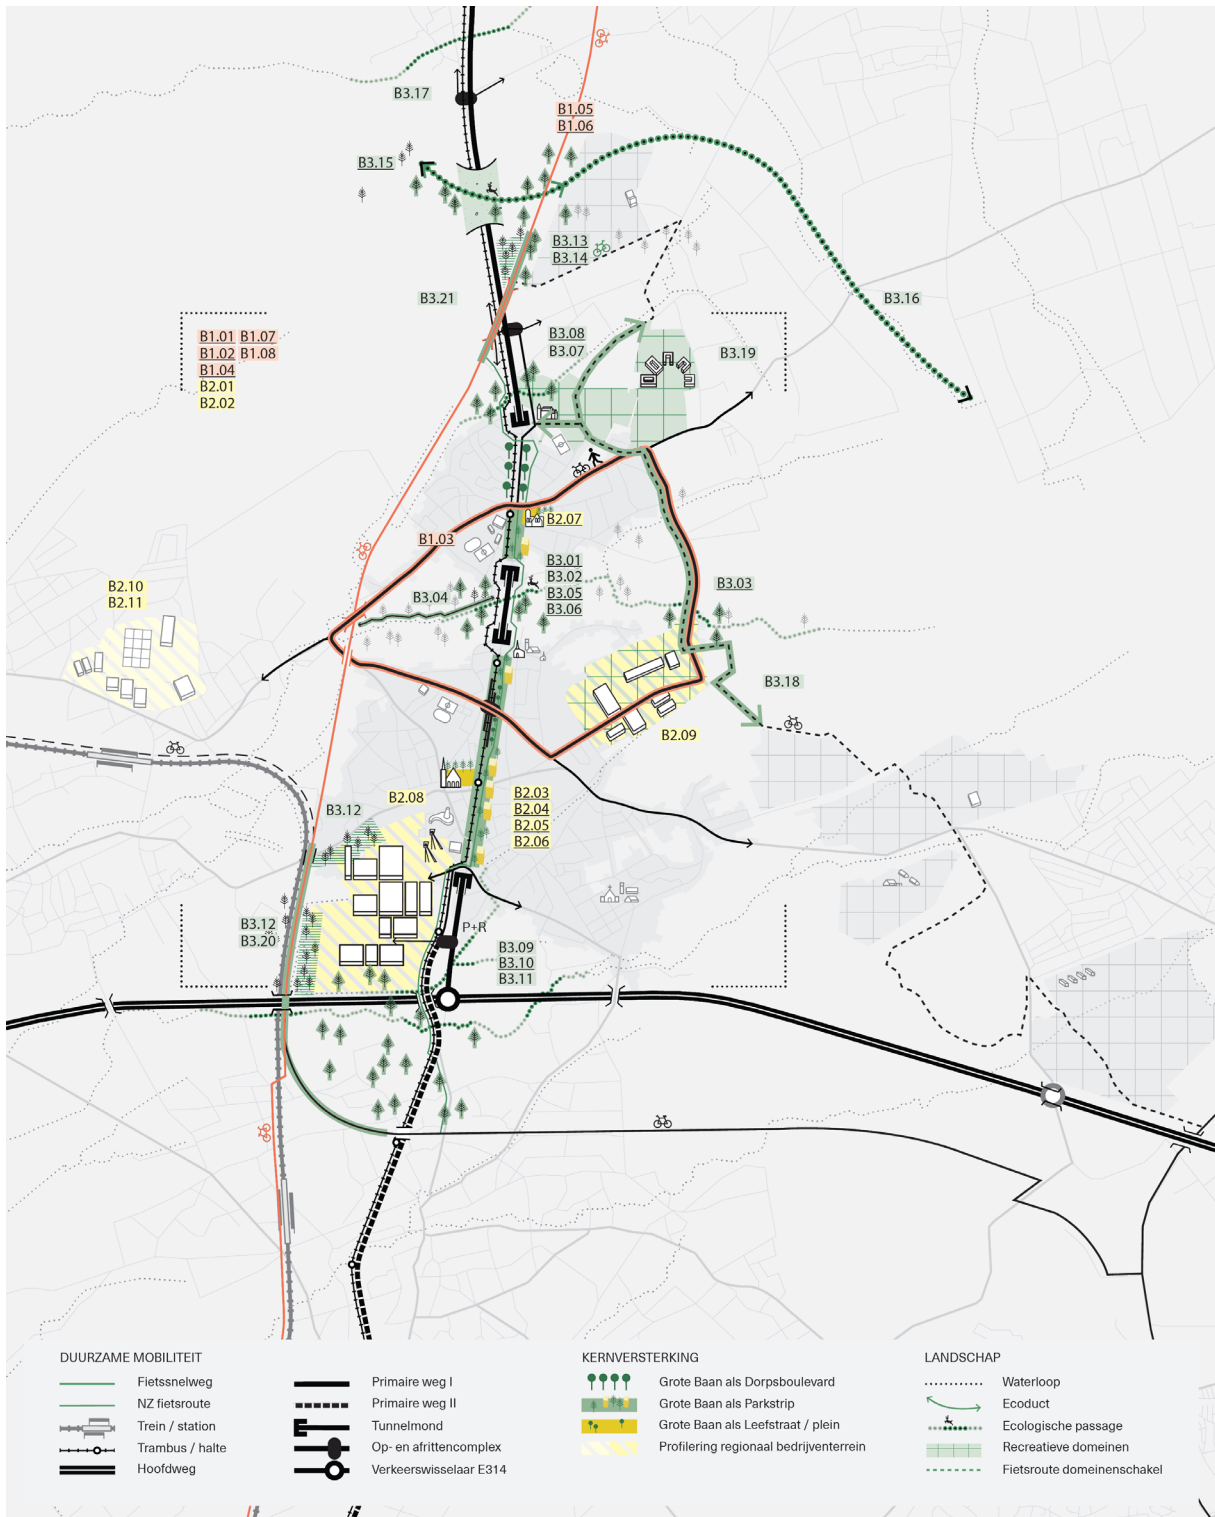 B3.17
B1.05
B1.06
B3.15
B3.13
B3.14
B3.21
B3.16
B1.01 B1.07
B1.02 B1.08
B1.04
B2.01
B2.02
B3.08
B3.07
B3.19
B2.07
B1.03
B3.01
B3.02
B3.05
B3.06
B2.10
B2.11
B3.04
B3.03
B3.18
B2.09
B2.08
B3.12
B2.03
B2.04
B2.05
B2.06
B3.12
B3.20
P+R
B3.09
B3.10
B3.11
DUURZAME MOBILITEIT
Fietssnelweg
NZ fietsroute
Trein / station
Trambus / halte
Hoofdweg
Primaire weg I
Primaire weg II
Tunnelmond
Op- en afrittencomplex
Verkeerswisselaar E314
KERNVERSTERKING
Grote Baan als Dorpsboulevard
Grote Baan als Parkstrip
Grote Baan als Leefstraat / plein
Profilering regionaal bedrijventerrein
LANDSCHAP
Waterloop
Ecoduct
Ecologische passage
Recreatieve domeinen
Fietsroute domeinenschakel